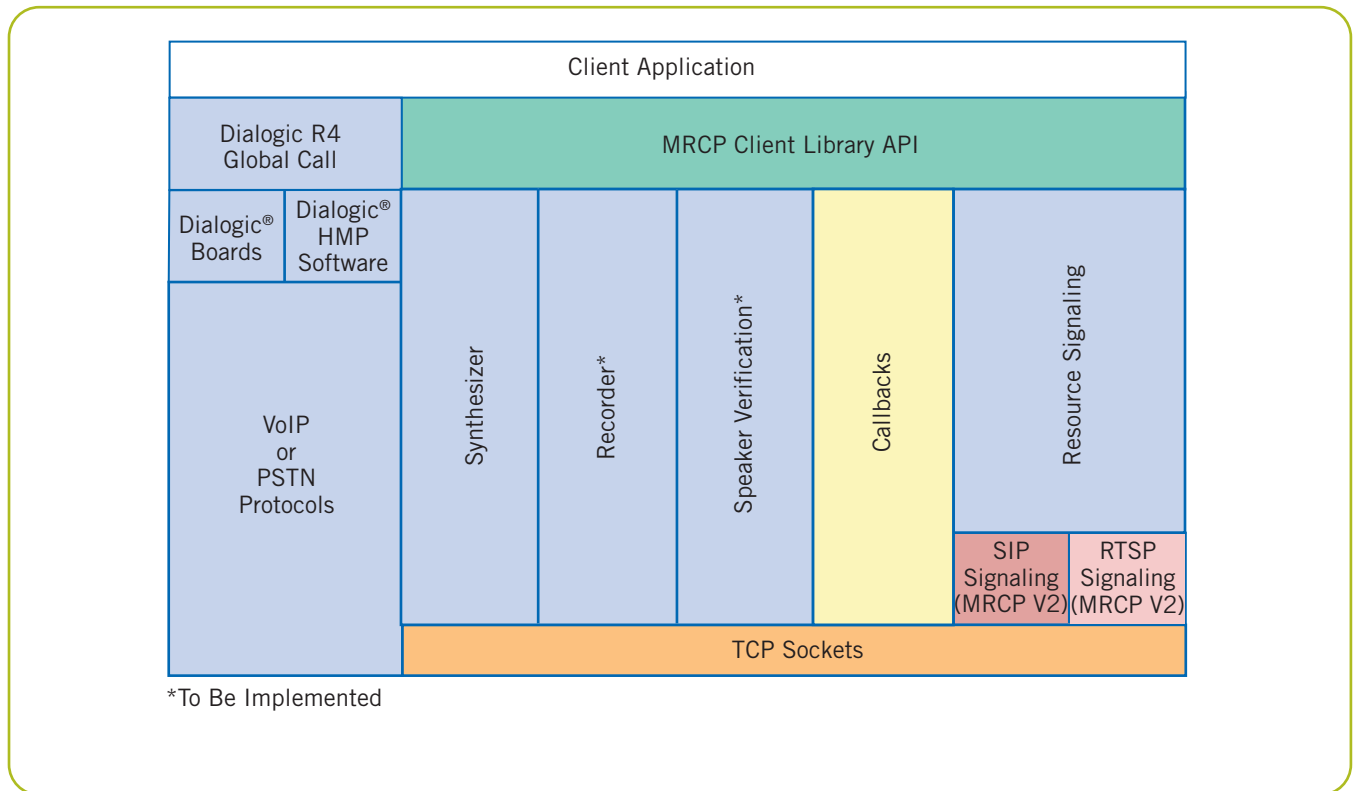 Client Application
Dialogic R4
Global Call
MRCP Client Library API
Dialogic®
Boards
Dialogic®
HMP
Software
VoIP
or
PSTN
Protocols
Synthesizer
Recorder*
Speaker Verification*
Callbacks
Resource Signaling
SIP
Signaling
(MRCP V2)
RTSP
Signaling
(MRCP V2)
TCP Sockets
*To Be Implemented